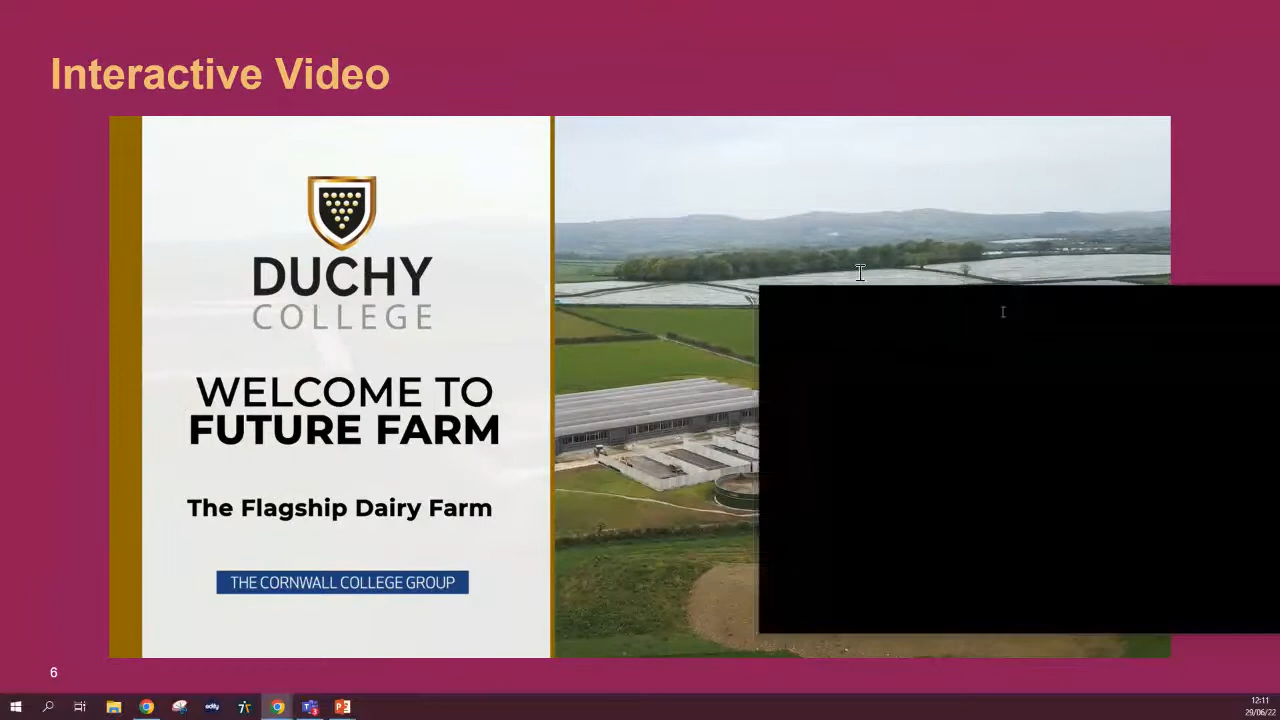 Interactive Video
DUCHY
COLLEGE
WELCOME TO
FUTURE FARM
The Flagship Dairy Farm
THE CORNWALL COLLEGE GROUP
6
12:11
29/06/22